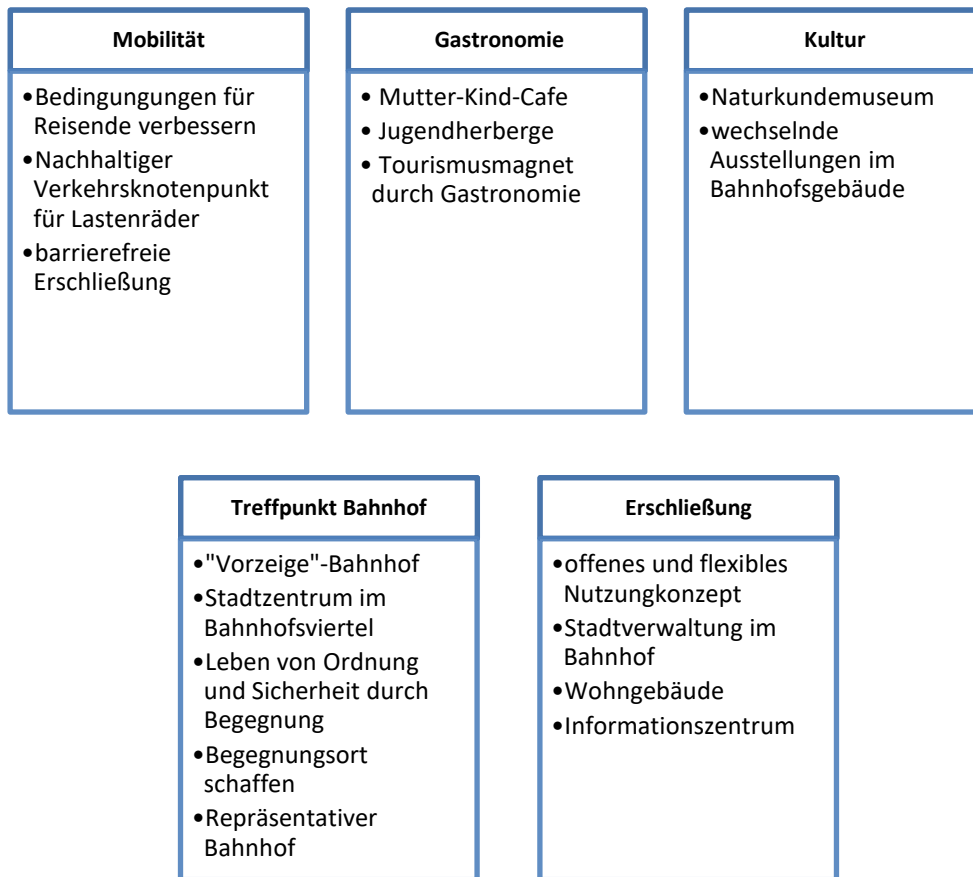 Mobilität
•Bedingungungen für
Reisende verbessern
•Nachhaltiger
Verkehrsknotenpunkt
für Lastenräder
•barrierefreie
Erschließung
Gastronomie
• Mutter-Kind-Cafe
• Jugendherberge
• Tourismusmagnet
durch Gastronomie
Kultur
•Naturkundemuseum
•wechselnde
Ausstellungen im
Bahnhofsgebäude
Treffpunkt Bahnhof
•"Vorzeige"-Bahnhof
•Stadtzentrum im
Bahnhofsviertel
•Leben von Ordnung
und Sicherheit durch
Begegnung
•Begegnungsort
schaffen
•Repräsentativer
Bahnhof
Erschließung
•offenes und flexibles
Nutzungkonzept
•Stadtverwaltung im
Bahnhof
•Wohngebäude
•Informationszentrum